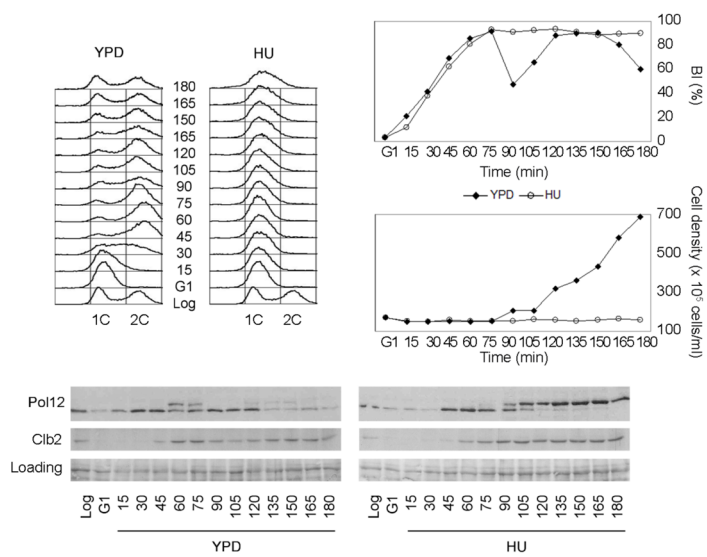 YPD HU
180
165
150
165
120
105
90
75
60
45
30
15
G1
Log
1C 2C 1C 2C
100
80
60
40
20
0
BI (%)
G1 15 30 45 60 75 90 105 120 135 150 165 180
Time (min)
YPD HU
700
500
300
100
Cell density (x 10⁵ cells/ml)
G1 15 30 45 60 75 90 105 120 135 150 165 180
Time (min)
Pol12
Clb2
Loading
Log G1 15 30 45 60 75 90 105 120 135 150 165 180
YPD
Log G1 15 30 45 60 75 90 105 120 135 150 165 180
HU